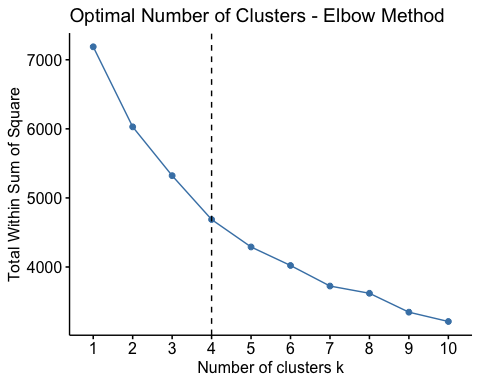 Optimal Number of Clusters - Elbow Method
Total Within Sum of Square
7000
6000
5000
4000
1 2 3 4 5 6 7 8 9 10
Number of clusters k